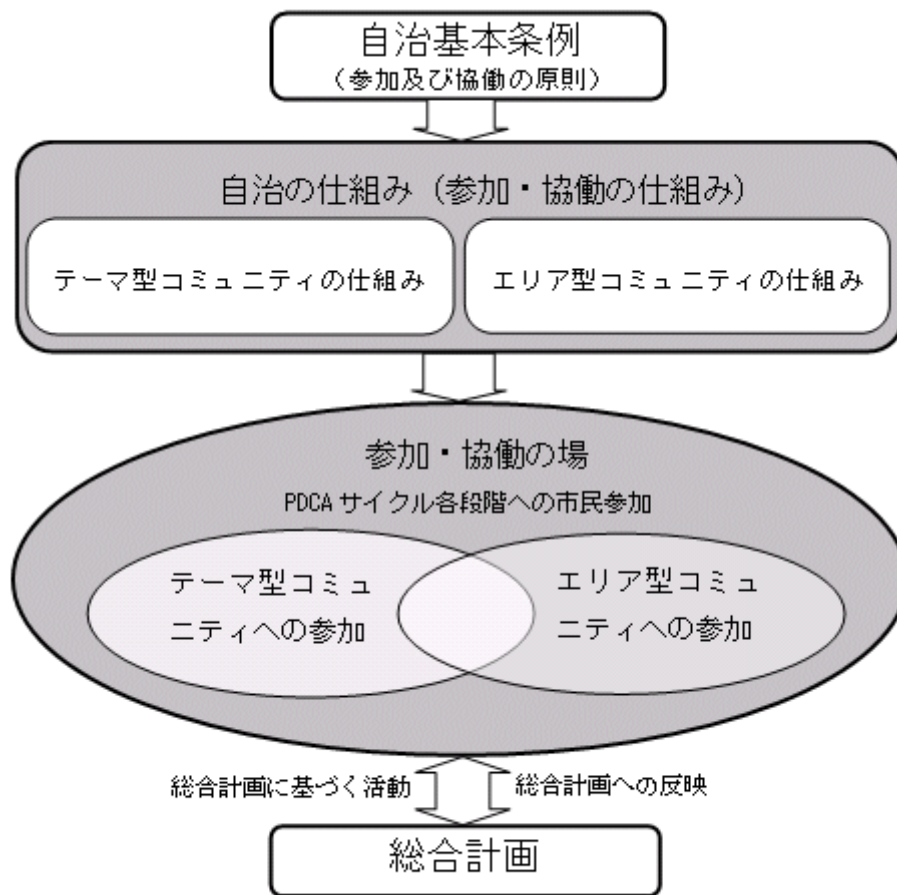 自治基本条例
（参加及び協働の原則）
自治の仕組み（参加・協働の仕組み）
テーマ型コミュニティの仕組み
エリア型コミュニティの仕組み
参加・協働の場
PDCAサイクル各段階への市民参加
テーマ型コミュ
ニティへの参加
エリア型コミュ
ニティへの参加
総合計画に基づく活動
総合計画への反映
総合計画